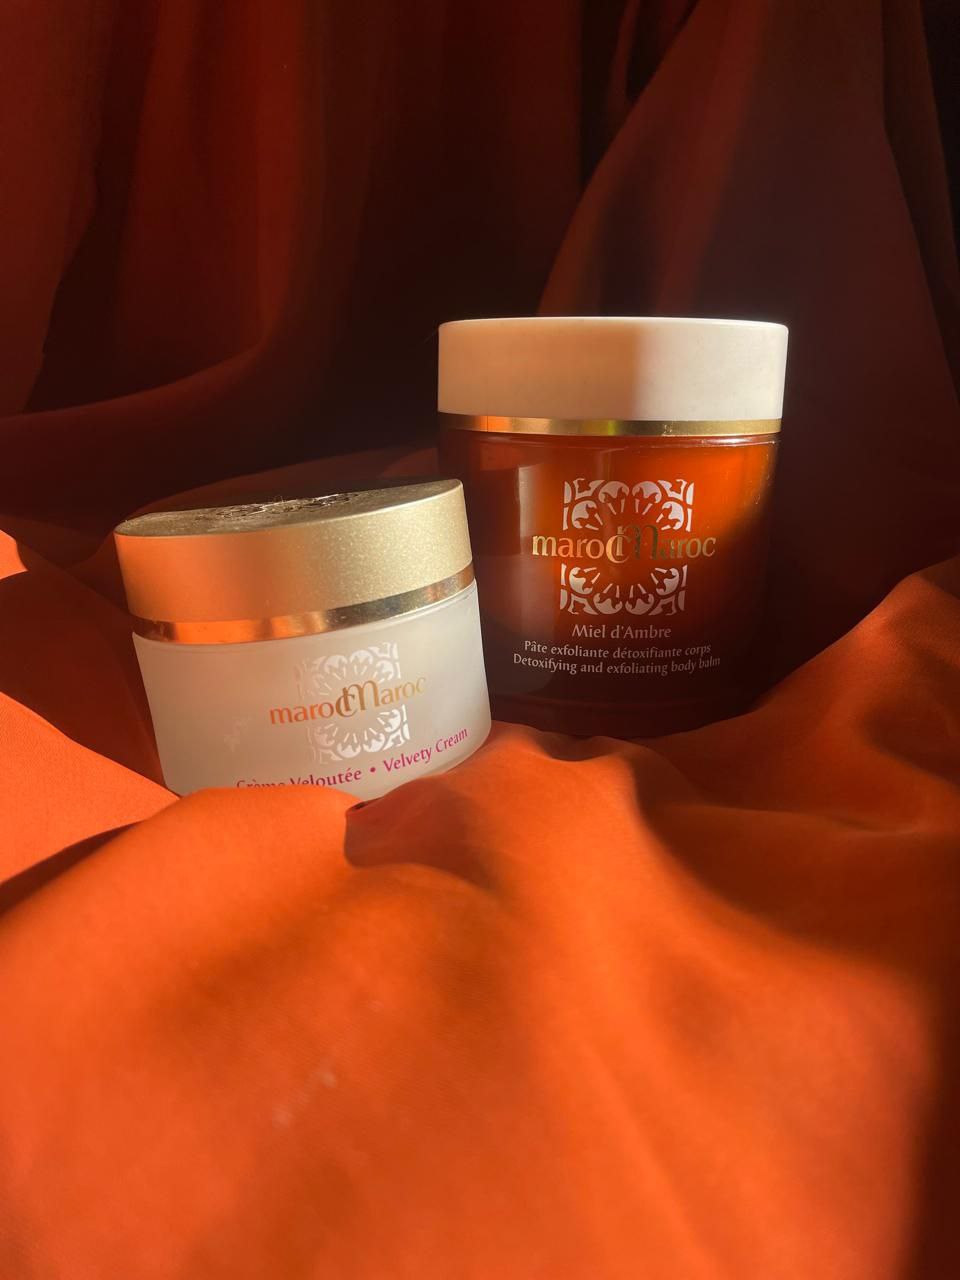 marocMaroc
Miel d'Ambre
Pâte exfoliante détoxifiante corps
Detoxifying and exfoliating body balm
marocMaroc
Crème Veloutée • Velvety Cream